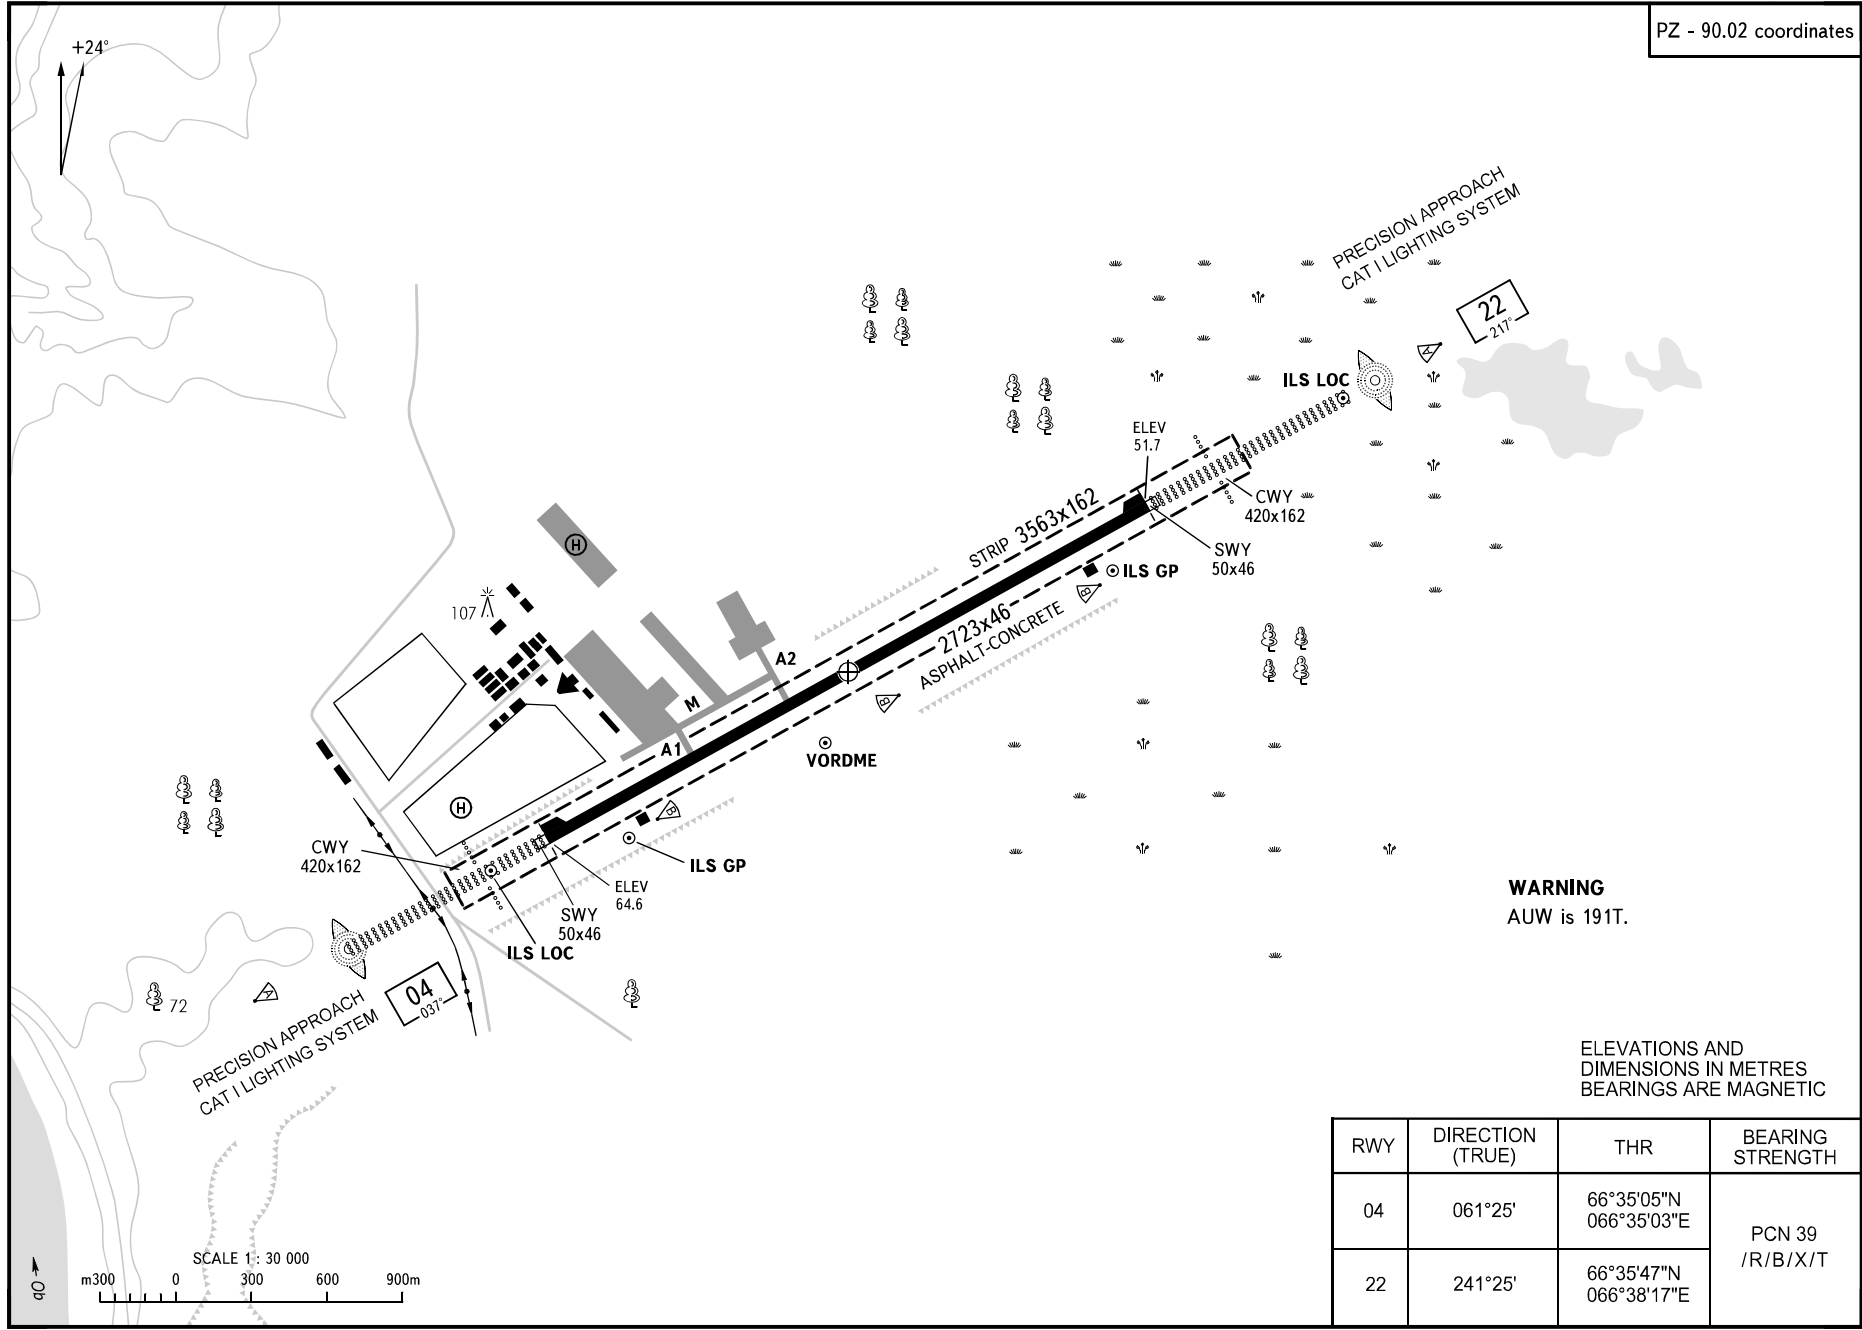 PZ - 90.02 coordinates
+24°
PRECISION APPROACH
CAT I LIGHTING SYSTEM
22
217°
A
ILS LOC
ELEV
51.7
CWY
420x162
SWY
50x46
STRIP 3563x162
ILS GP
B
2723x46
ASPHALT-CONCRETE
H
107
A2
M
A1
B
VORDME
H
B
ILS GP
CWY
420x162
ELEV
64.6
SWY
50x46
ILS LOC
04
037°
A
72
PRECISION APPROACH
CAT I LIGHTING SYSTEM
WARNING
AUW is 191T.
ELEVATIONS AND
DIMENSIONS IN METRES
BEARINGS ARE MAGNETIC
RWY
DIRECTION
(TRUE)
THR
BEARING
STRENGTH
04
061°25'
66°35'05"N
066°35'03"E
PCN 39
/R/B/X/T
22
241°25'
66°35'47"N
066°38'17"E
SCALE 1 : 30 000
m300 0 300 600 900m
Ob